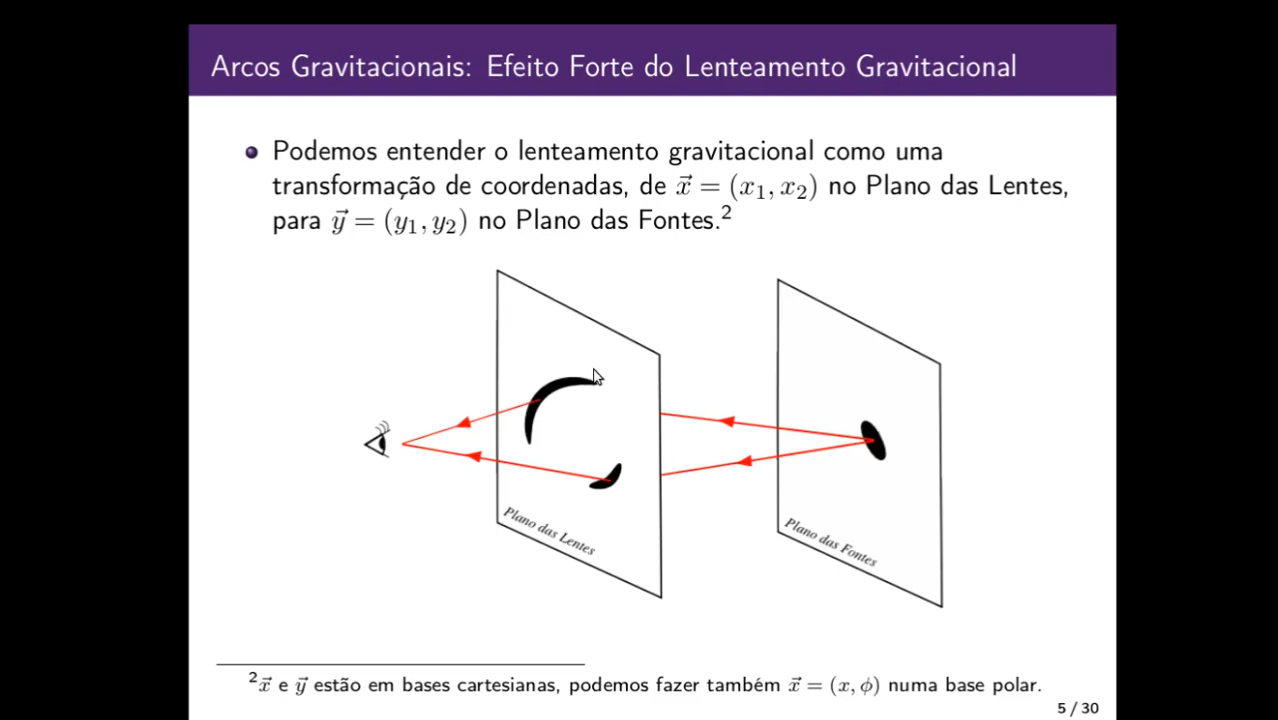 Arcos Gravitacionais: Efeito Forte do Lenteamento Gravitacional
Podemos entender o lenteamento gravitacional como uma
transformação de coordenadas, de x⃗ = (x₁, x₂) no Plano das Lentes,
para y⃗ = (y₁, y₂) no Plano das Fontes.²
Plano das Lentes
Plano das Fontes
²x⃗ e y⃗ estão em bases cartesianas, podemos fazer também x⃗ = (x, ϕ) numa base polar.
5 / 30